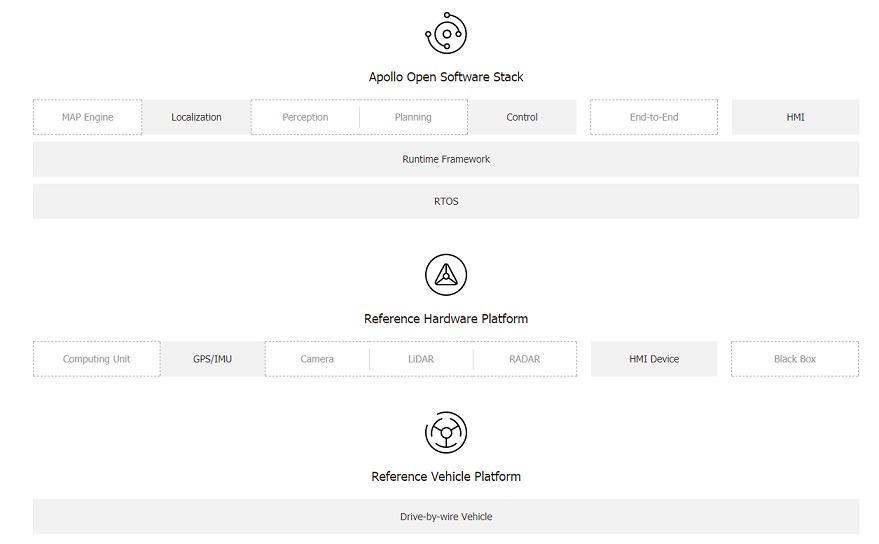 Apollo Open Software Stack
MAP Engine Localization Perception Planning Control End-to-End HMI
Runtime Framework
RTOS
Reference Hardware Platform
Computing Unit GPS/IMU Camera LiDAR RADAR HMI Device Black Box
Reference Vehicle Platform
Drive-by-wire Vehicle